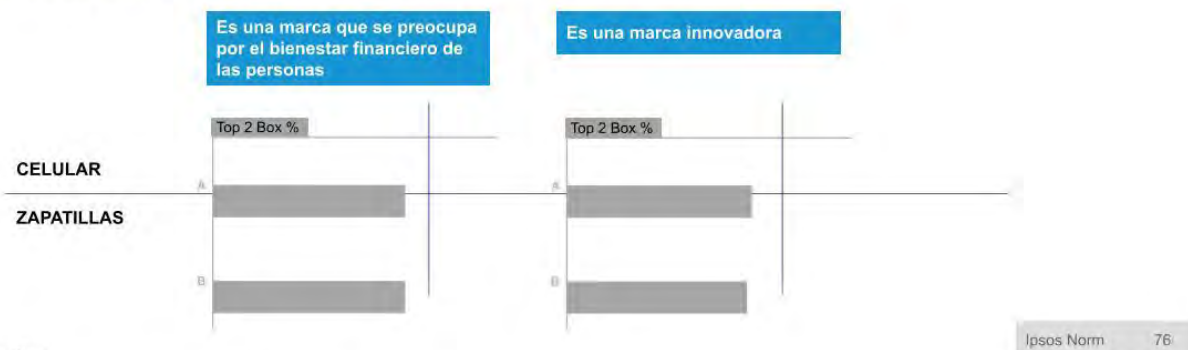 Es una marca que se preocupa
por el bienestar financiero de
las personas
Es una marca innovadora
Top 2 Box %
Top 2 Box %
CELULAR
A
A
ZAPATILLAS
B
B
Ipsos Norm 76